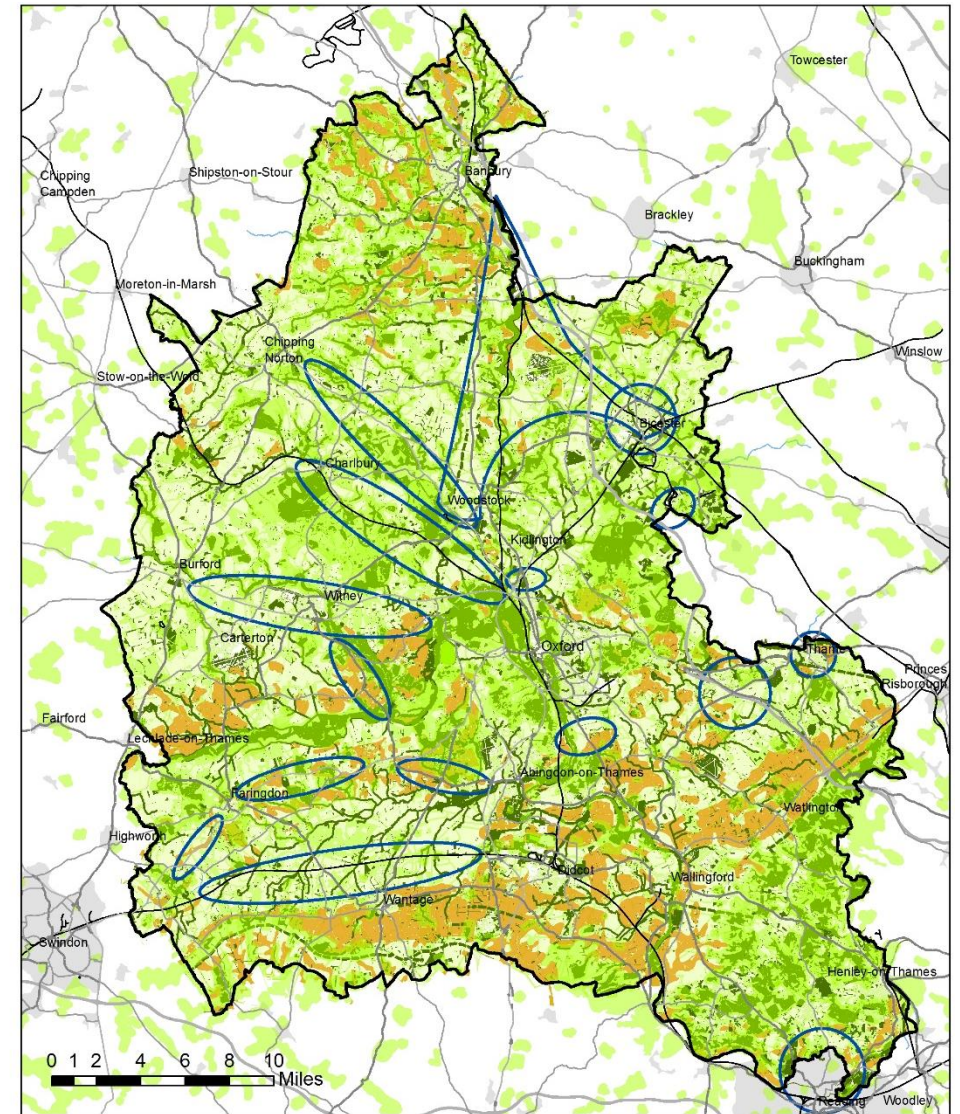 Towcester
Chipping
Campden
Shipston-on-Stour
Banbury
Brackley
Buckingham
Moreton-in-Marsh
Chipping
Norton
Winslow
Stow-on-the-Wold
Bicester
Charlbury
Woodstock
Kidlington
Burford
Witney
Carterton
Oxford
Thame
Princes
Risborough
Fairford
Lechlade-on-Thames
Abingdon-on-Thames
Faringdon
Watlington
Highworth
Didcot
Wallingford
Wantage
Swindon
Henley-on-Thames
0 1 2 4 6 8 10
Miles
Reading
Woodley